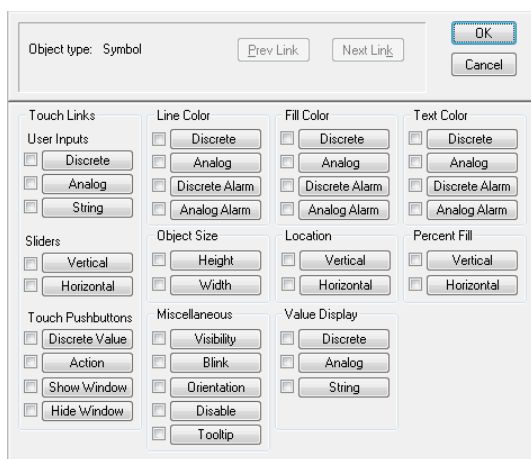 Object type: Symbol
Prev Link
Next Link
OK
Cancel
Touch Links
User Inputs
Discrete
Analog
String
Sliders
Vertical
Horizontal
Touch Pushbuttons
Discrete Value
Action
Show Window
Hide Window
Line Color
Discrete
Analog
Discrete Alarm
Analog Alarm
Object Size
Height
Width
Miscellaneous
Visibility
Blink
Orientation
Disable
Tooltip
Fill Color
Discrete
Analog
Discrete Alarm
Analog Alarm
Location
Vertical
Horizontal
Value Display
Discrete
Analog
String
Text Color
Discrete
Analog
Discrete Alarm
Analog Alarm
Percent Fill
Vertical
Horizontal